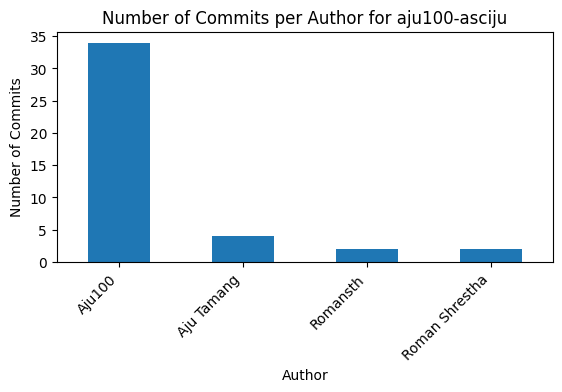 Number of Commits per Author for aju100-asciju
Number of Commits
35
30
25
20
15
10
5
0
Aju100
Aju Tamang
Romansth
Roman Shrestha
Author